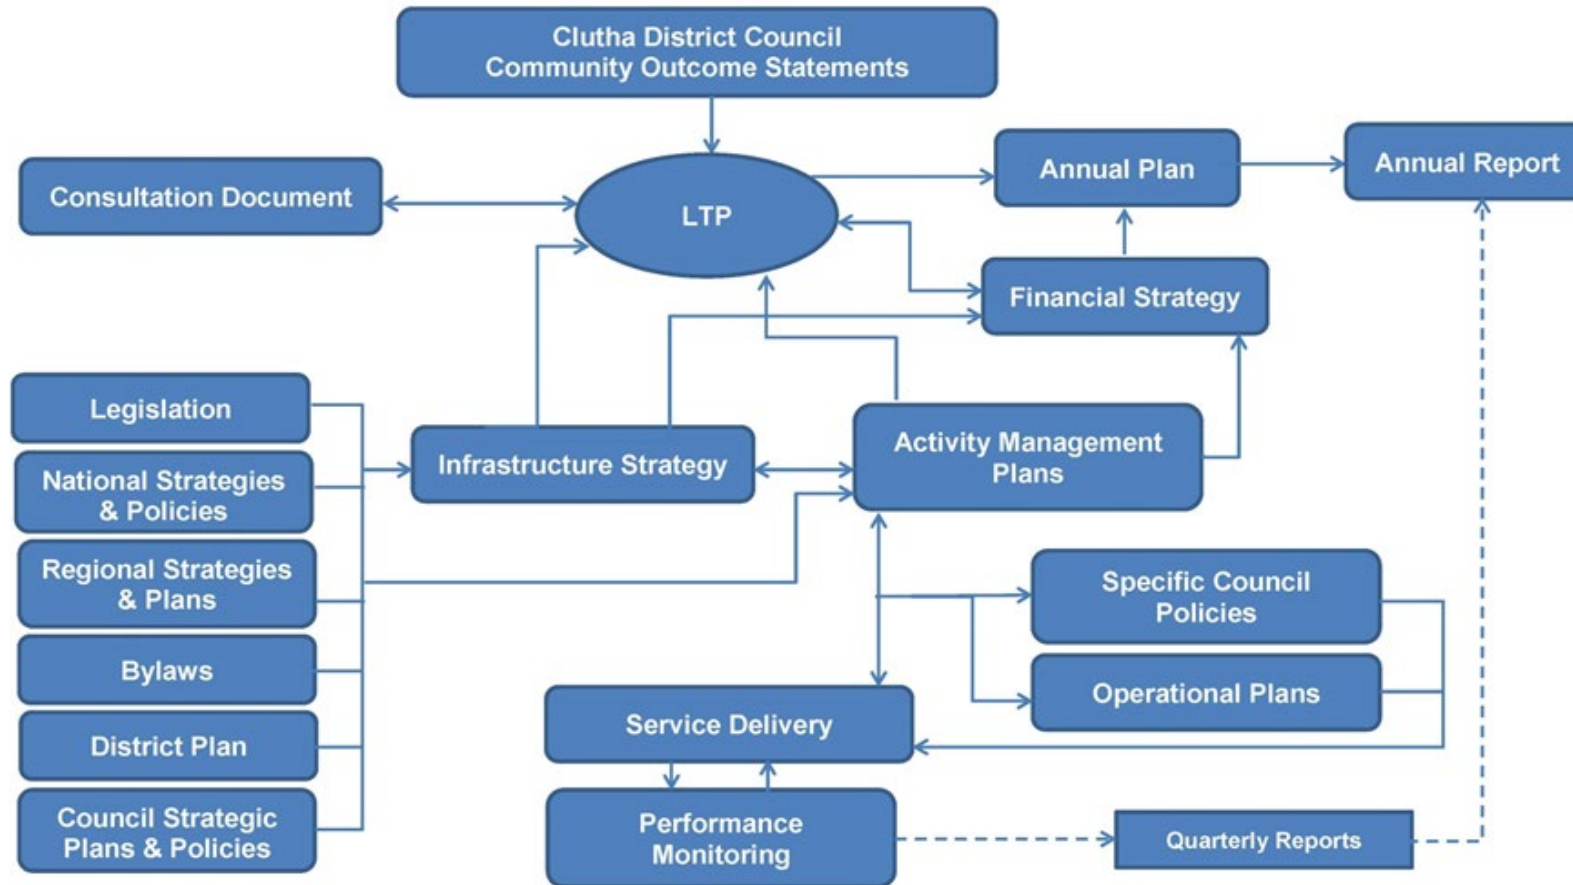 Clutha District Council
Community Outcome Statements
Consultation Document
LTP
Annual Plan
Annual Report
Financial Strategy
Legislation
National Strategies
& Policies
Regional Strategies
& Plans
Bylaws
District Plan
Council Strategic
Plans & Policies
Infrastructure Strategy
Activity Management
Plans
Specific Council
Policies
Operational Plans
Service Delivery
Performance
Monitoring
Quarterly Reports